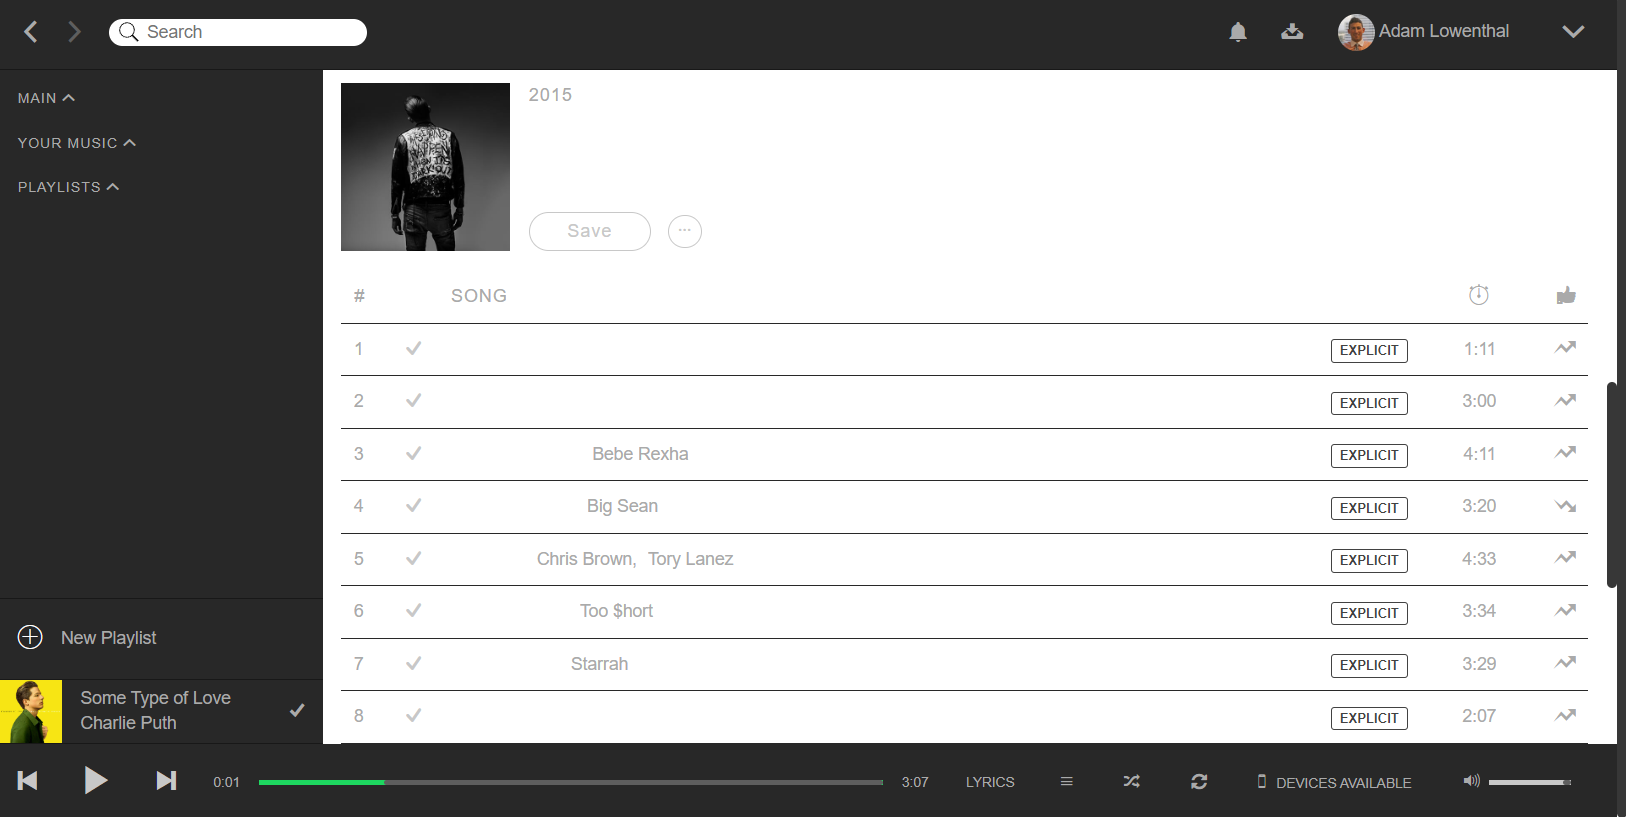 Search
Adam Lowenthal
MAIN
YOUR MUSIC
PLAYLISTS
New Playlist
Some Type of Love
Charlie Puth
2015
Save
...
# SONG
1 EXPLICIT 1:11
2 EXPLICIT 3:00
3 Bebe Rexha EXPLICIT 4:11
4 Big Sean EXPLICIT 3:20
5 Chris Brown, Tory Lanez EXPLICIT 4:33
6 Too $hort EXPLICIT 3:34
7 Starrah EXPLICIT 3:29
8 EXPLICIT 2:07
0:01 3:07 LYRICS DEVICES AVAILABLE